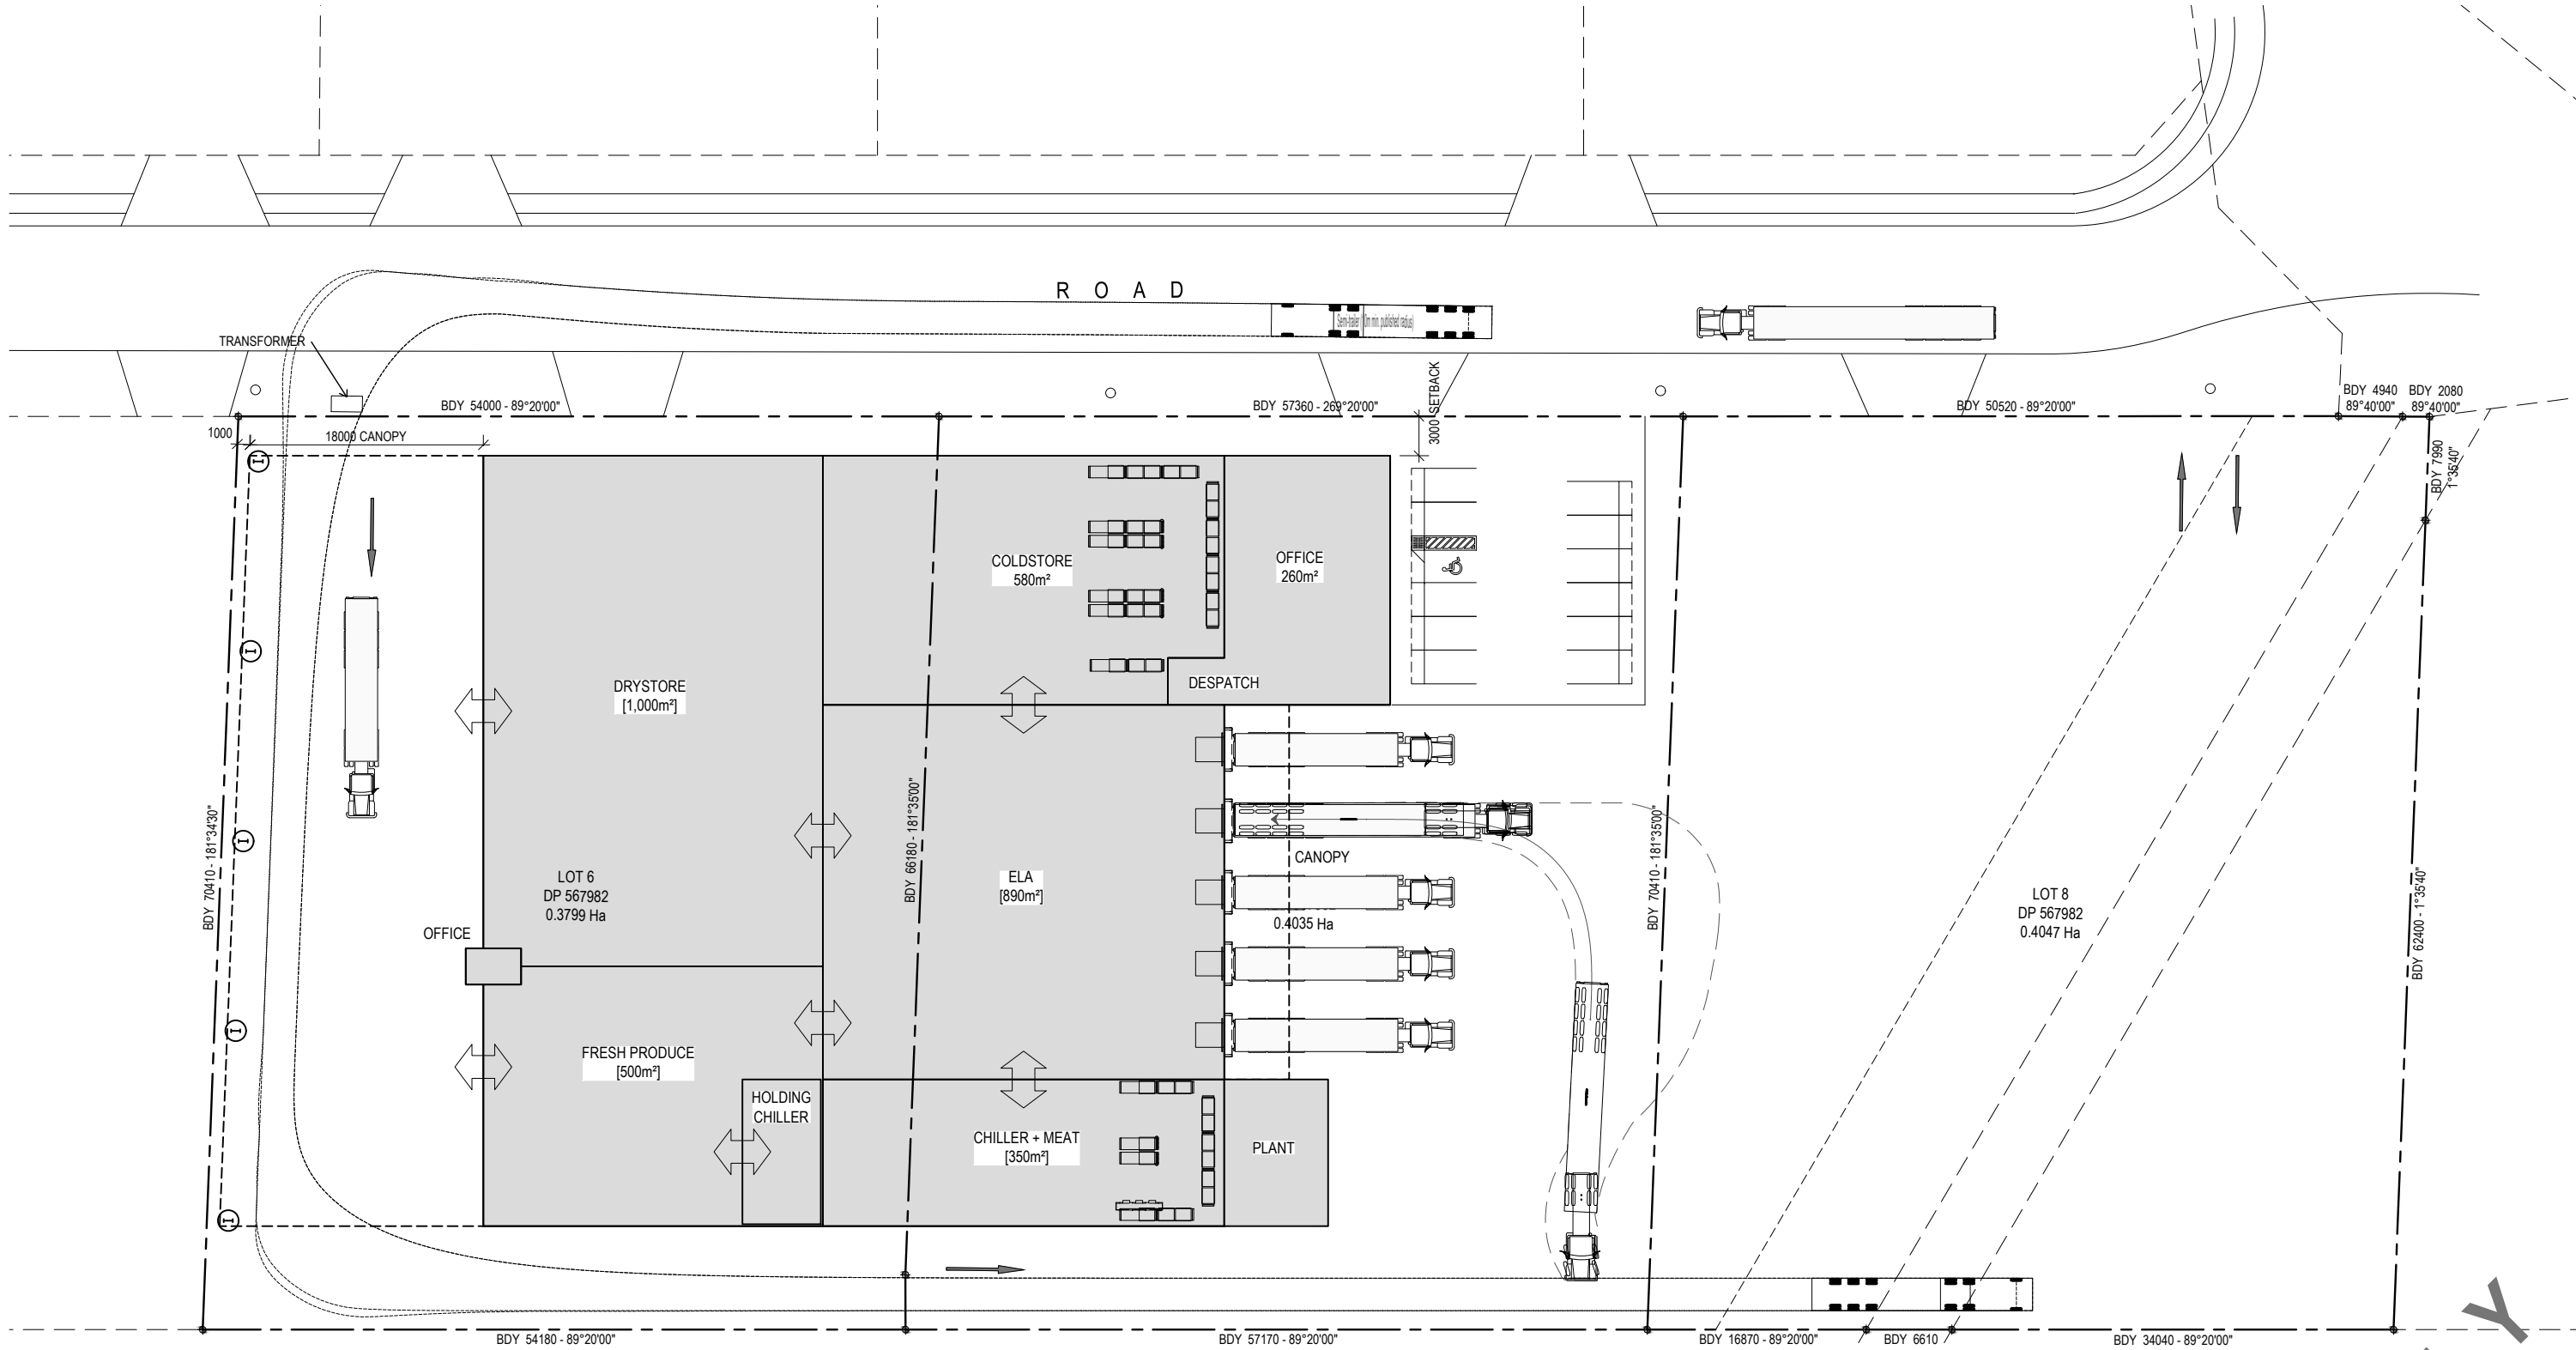 R O A D
Semi-trailer
min. published radius)
TRANSFORMER
BDY 54000 - 89°20'00"
BDY 57360 - 269°20'00"
3000 SETBACK
BDY 50520 - 89°20'00"
BDY 4940
89°40'00"
BDY 2080
89°40'00"
1000
18000 CANOPY
BDY 7990
1°35'40"
COLDSTORE
580m²
OFFICE
260m²
DRYSTORE
[1,000m²]
DESPATCH
BDY 70410 - 181°34'30"
BDY 66180 - 181°35'00"
BDY 70410 - 181°35'00"
CANOPY
LOT 6
DP 567982
0.3799 Ha
ELA
[890m²]
0.4035 Ha
LOT 8
DP 567982
0.4047 Ha
BDY 62400 - 1°35'40"
OFFICE
FRESH PRODUCE
[500m²]
HOLDING
CHILLER
CHILLER + MEAT
[350m²]
PLANT
BDY 54180 - 89°20'00"
BDY 57170 - 89°20'00"
BDY 16870 - 89°20'00"
BDY 6610
BDY 34040 - 89°20'00"
Y